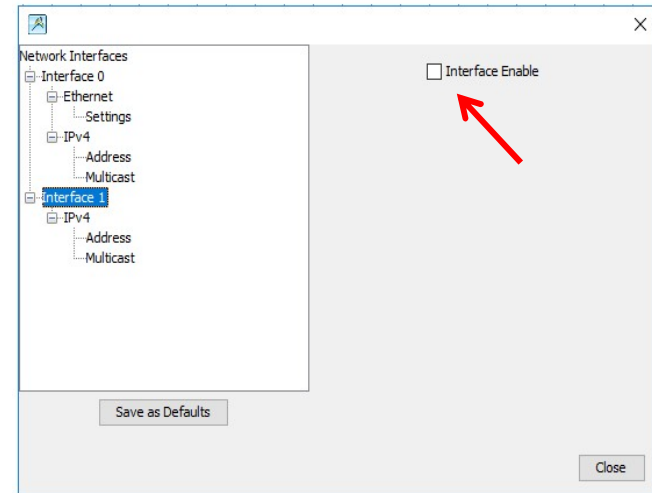 Network Interfaces
Interface 0
Ethernet
Settings
IPv4
Address
Multicast
Interface 1
IPv4
Address
Multicast
Save as Defaults
Interface Enable
Close